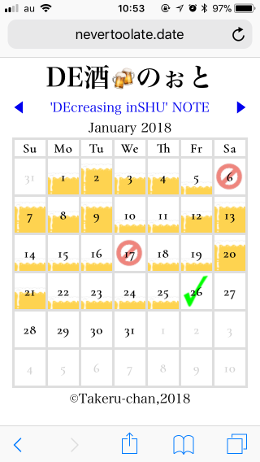 au 10:53 97%
nevertoolate.date
DE酒🍻のぉと
'DEcreasing inSHU' NOTE
January 2018
Su Mo Tu We Th Fr Sa
31 1 2 3 4 5 6
7 8 9 10 11 12 13
14 15 16 17 18 19 20
21 22 23 24 25 26 27
28 29 30 31 1 2 3
4 5 6 7 8 9 10
©Takeru-chan,2018